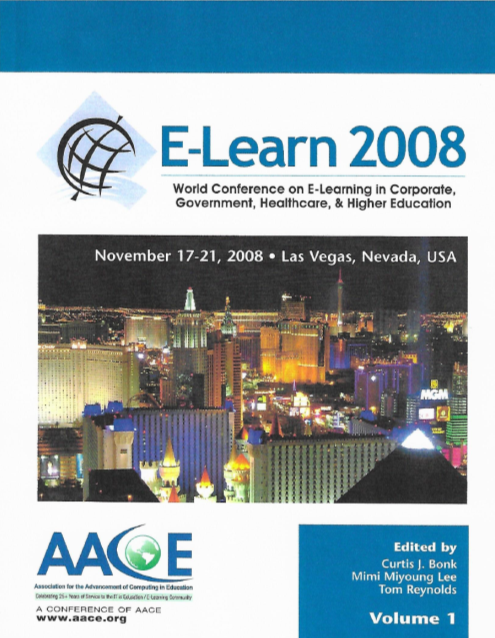 E-Learn 2008
World Conference on E-Learning in Corporate,
Government, Healthcare, & Higher Education
November 17-21, 2008 • Las Vegas, Nevada, USA
MGM
AACE
Association for the Advancement of Computing in Education
Celebrating 25+ Years of Service to the IT in Education / E-Learning Community
A CONFERENCE OF AACE
www.aace.org
Edited by
Curtis J. Bonk
Mimi Miyoung Lee
Tom Reynolds
Volume 1